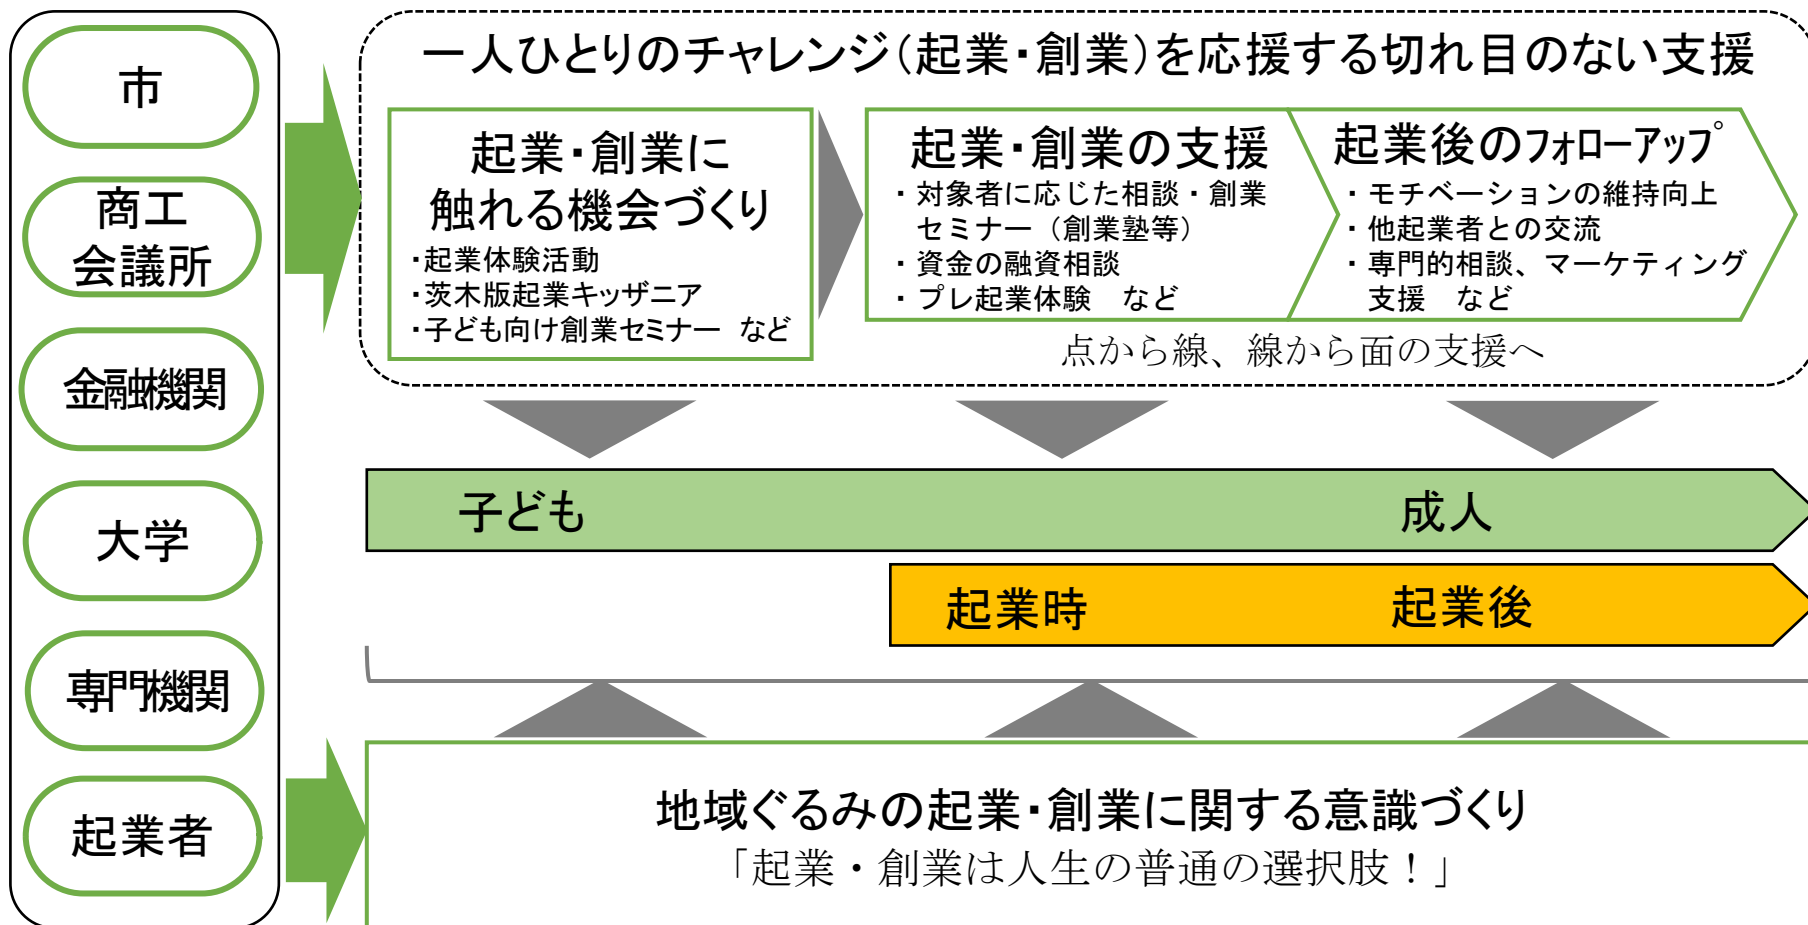 市
商工
会議所
金融機関
大学
専門機関
起業者
一人ひとりのチャレンジ(起業・創業)を応援する切れ目のない支援
起業・創業に
触れる機会づくり
・起業体験活動
・茨木版起業キッザニア
・子ども向け創業セミナー など
起業・創業の支援
・対象者に応じた相談・創業
セミナー(創業塾等)
・資金の融資相談
・プレ起業体験 など
起業後のフォローアップ
・モチベーションの維持向上
・他起業者との交流
・専門的相談、マーケティング
支援 など
点から線、線から面の支援へ
子ども 成人
起業時 起業後
地域ぐるみの起業・創業に関する意識づくり
「起業・創業は人生の普通の選択肢!」